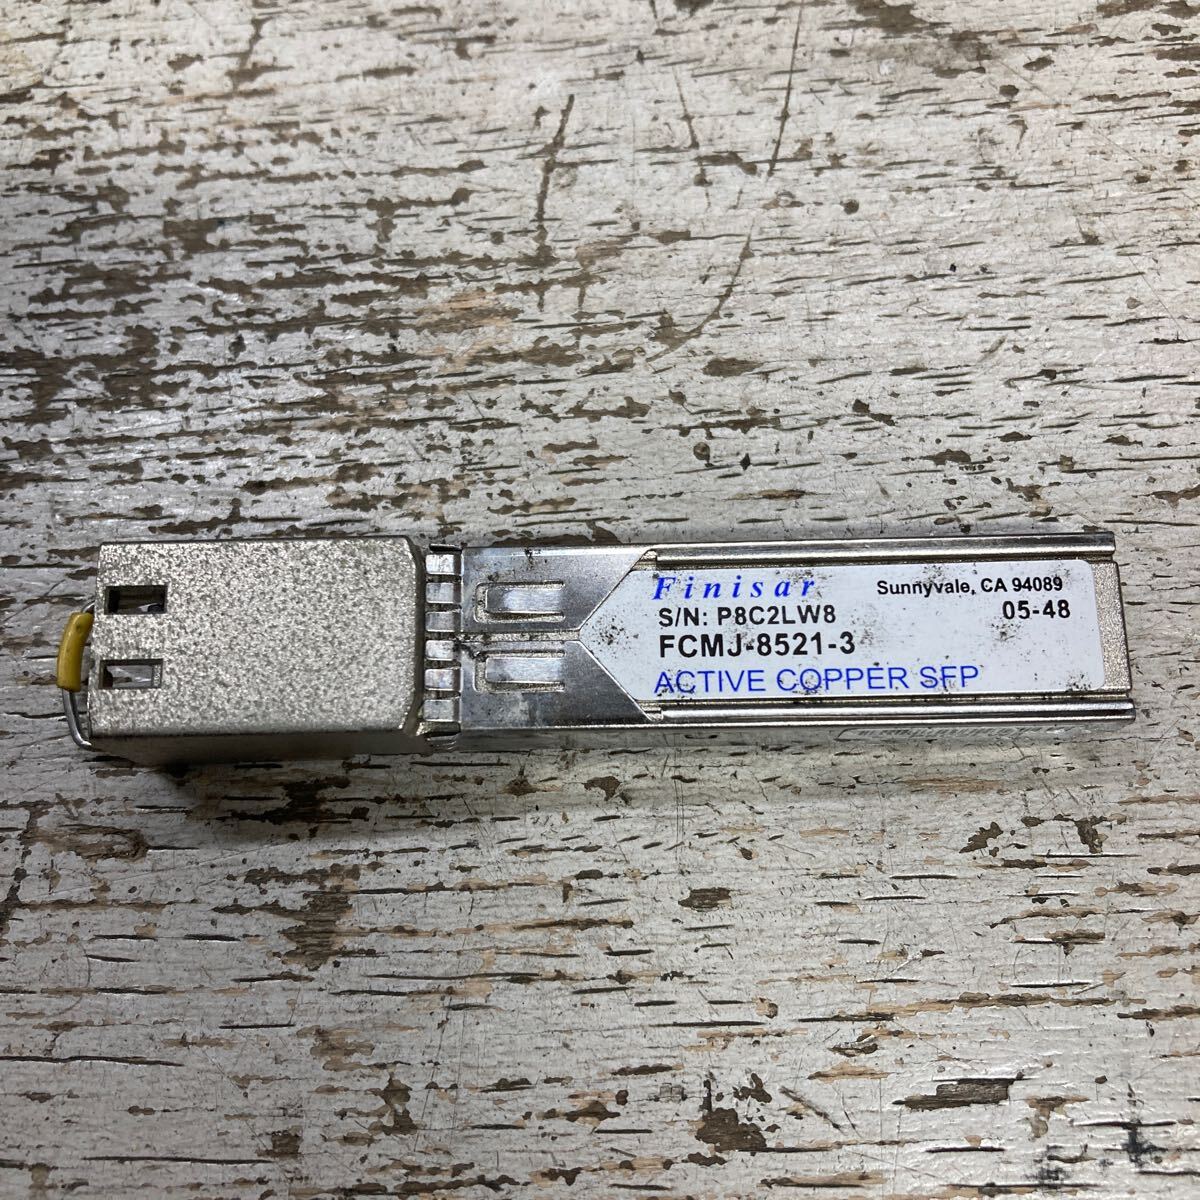 Finisar Sunnyvale, CA 94089
S/N: P8C2LW8 05-48
FCMJ-8521-3
ACTIVE COPPER SFP